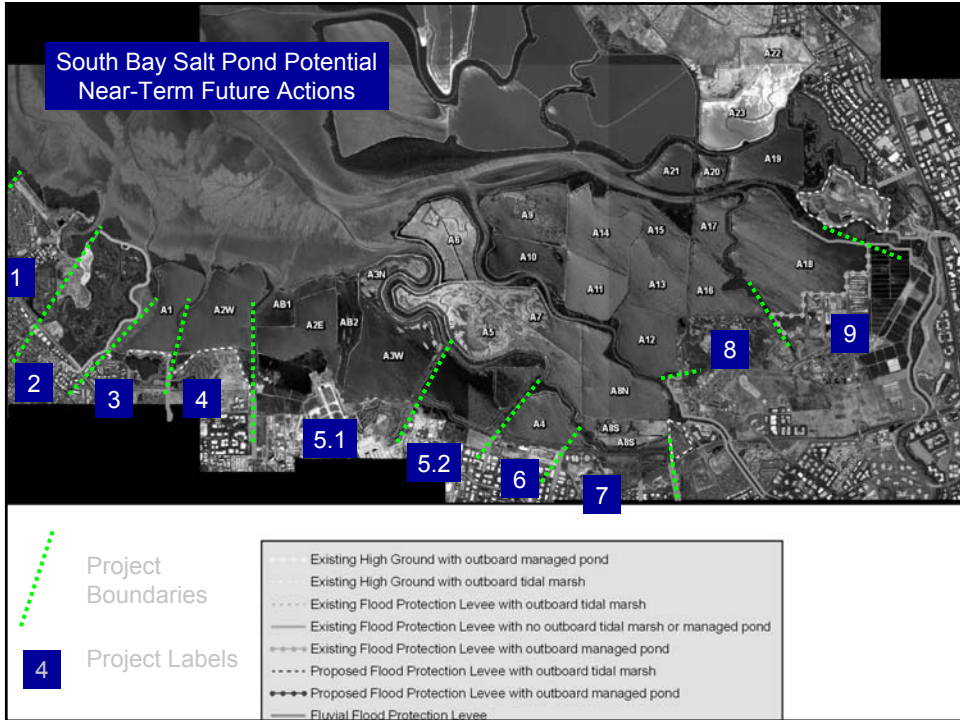 South Bay Salt Pond Potential
Near-Term Future Actions
A22
A23
A19
A21
A20
A9
A14
A15
A17
A6
A10
A18
A3N
A11
A13
A16
1
A1
A2W
AB1
A2E
AB2
A5
A7
A12
A3W
8
9
2
3
4
A8N
5.1
5.2
A4
A8S
A8S
6
7
Project
Boundaries
4
Project Labels
Existing High Ground with outboard managed pond
Existing High Ground with outboard tidal marsh
Existing Flood Protection Levee with outboard tidal marsh
Existing Flood Protection Levee with no outboard tidal marsh or managed pond
Existing Flood Protection Levee with outboard managed pond
Proposed Flood Protection Levee with outboard tidal marsh
Proposed Flood Protection Levee with outboard managed pond
Fluvial Flood Protection Levee